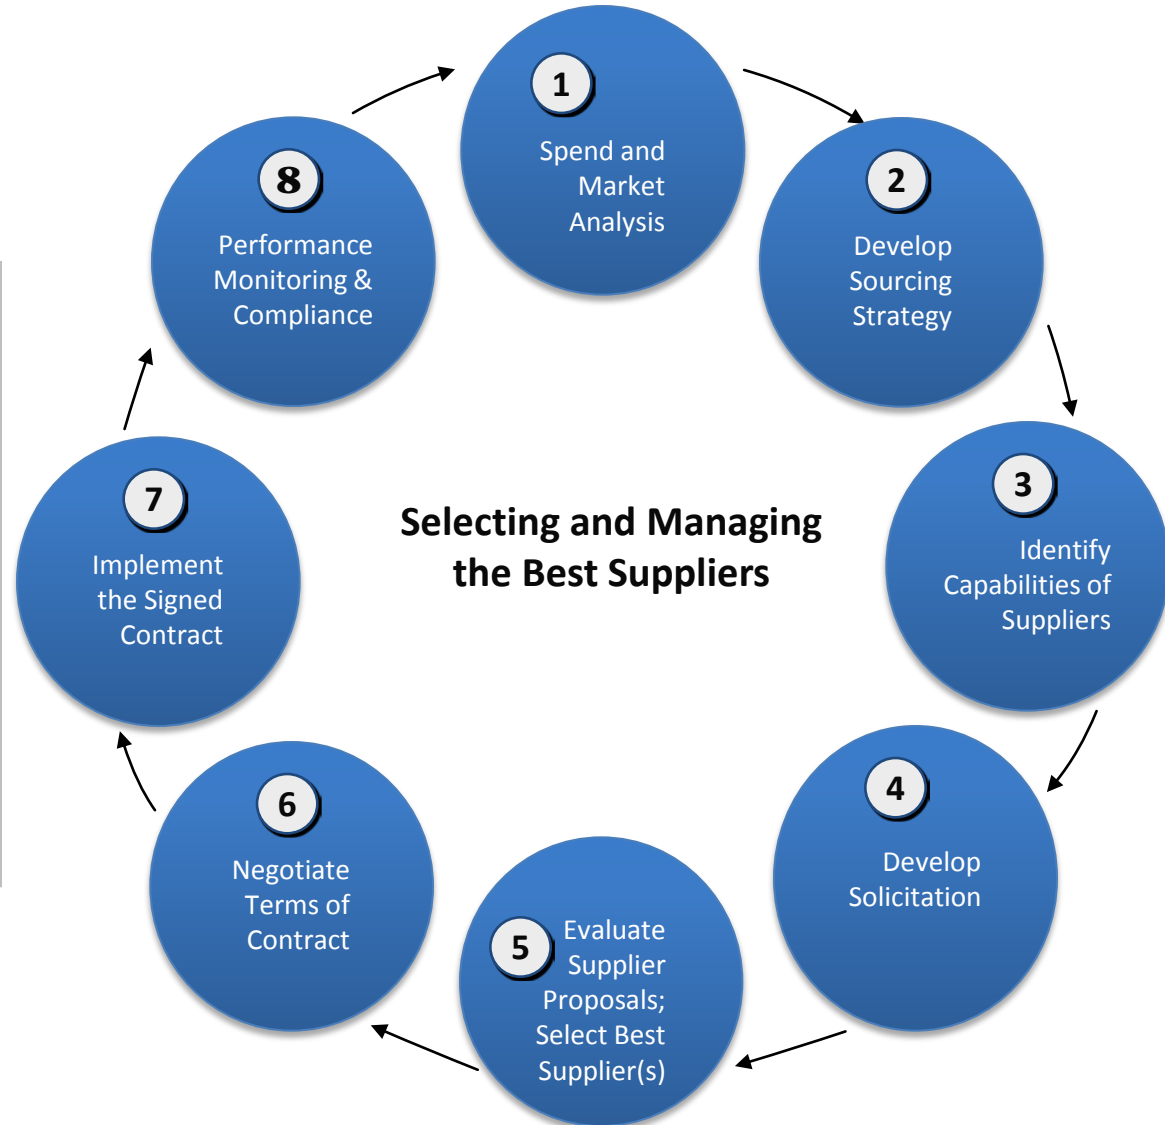 1
Spend and
Market
Analysis
2
Develop
Sourcing
Strategy
3
Identify
Capabilities of
Suppliers
4
Develop
Solicitation
5
Evaluate
Supplier
Proposals;
Select Best
Supplier(s)
6
Negotiate
Terms of
Contract
7
Implement
the Signed
Contract
8
Performance
Monitoring &
Compliance
Selecting and Managing
the Best Suppliers